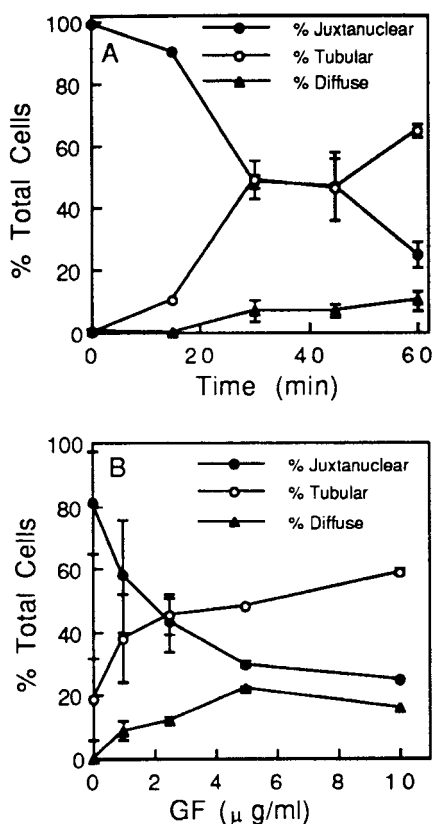 A
% Juxtanuclear
% Tubular
% Diffuse
100
80
60
40
20
0
% Total Cells
0 20 40 60
Time (min)
B
% Juxtanuclear
% Tubular
% Diffuse
100
80
60
40
20
0
% Total Cells
0 2 4 6 8 10
GF (μ g/ml)